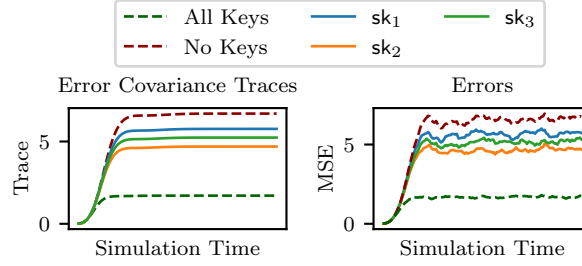 All Keys sk₁ sk₃
No Keys sk₂
Error Covariance Traces
Trace
5
0
Simulation Time
Errors
MSE
5
0
Simulation Time